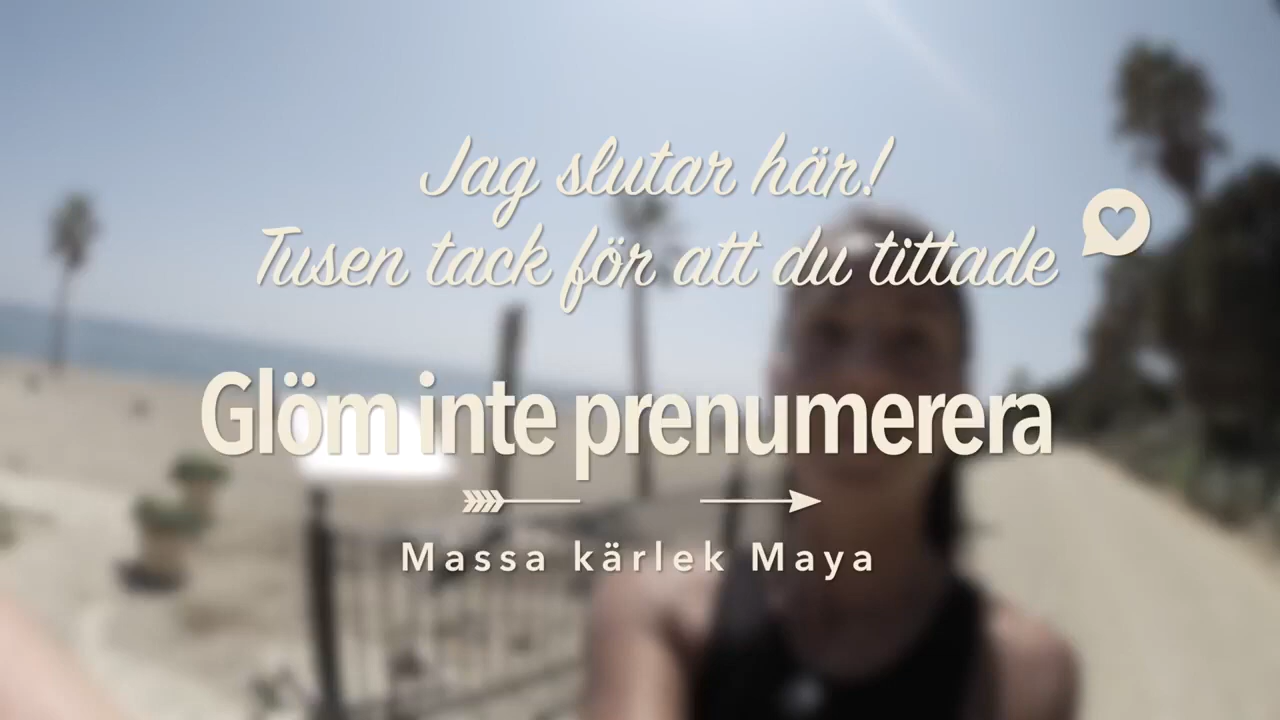 Jag slutar här!
Tusen tack för att du tittade
Glöm inte prenumerera
Massa kärlek Maya